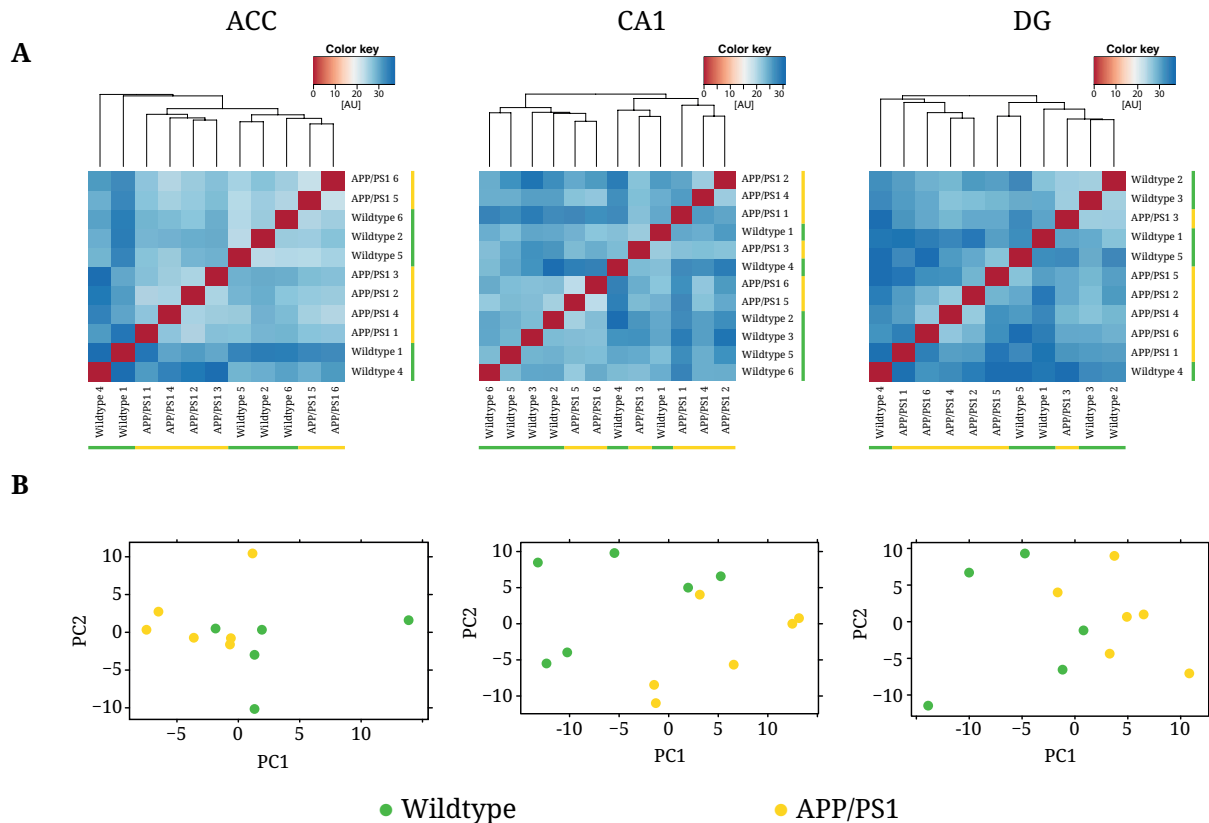 ACC CA1 DG
A
Color key Color key Color key
0 10 20 30 0 10 20 30 0 10 20 30
[AU] [AU] [AU]
APP/PS1 6
APP/PS1 5
Wildtype 6
Wildtype 2
Wildtype 5
APP/PS1 3
APP/PS1 2
APP/PS1 4
APP/PS1 1
Wildtype 1
Wildtype 4
Wildtype 4 Wildtype 1 APP/PS1 1 APP/PS1 4 APP/PS1 2 APP/PS1 3 Wildtype 5 Wildtype 2 Wildtype 6 APP/PS1 5 APP/PS1 6
APP/PS1 2
APP/PS1 4
APP/PS1 1
Wildtype 1
APP/PS1 3
Wildtype 4
APP/PS1 6
APP/PS1 5
Wildtype 2
Wildtype 3
Wildtype 5
Wildtype 6
Wildtype 6 Wildtype 5 Wildtype 3 Wildtype 2 APP/PS1 5 APP/PS1 6 Wildtype 4 APP/PS1 3 Wildtype 1 APP/PS1 1 APP/PS1 4 APP/PS1 2
Wildtype 2
Wildtype 3
APP/PS1 3
Wildtype 1
Wildtype 5
APP/PS1 5
APP/PS1 2
APP/PS1 4
APP/PS1 6
APP/PS1 1
Wildtype 4
Wildtype 4 APP/PS1 1 APP/PS1 6 APP/PS1 4 APP/PS1 2 APP/PS1 5 Wildtype 5 Wildtype 1 APP/PS1 3 Wildtype 3 Wildtype 2
B
PC2
10
5
0
−5
−10
−5 0 5 10
PC1
PC2
10
5
0
−5
−10
-10 -5 0 5 10
PC1
PC2
10
5
0
−5
−10
-10 -5 0 5 10
PC1
Wildtype APP/PS1